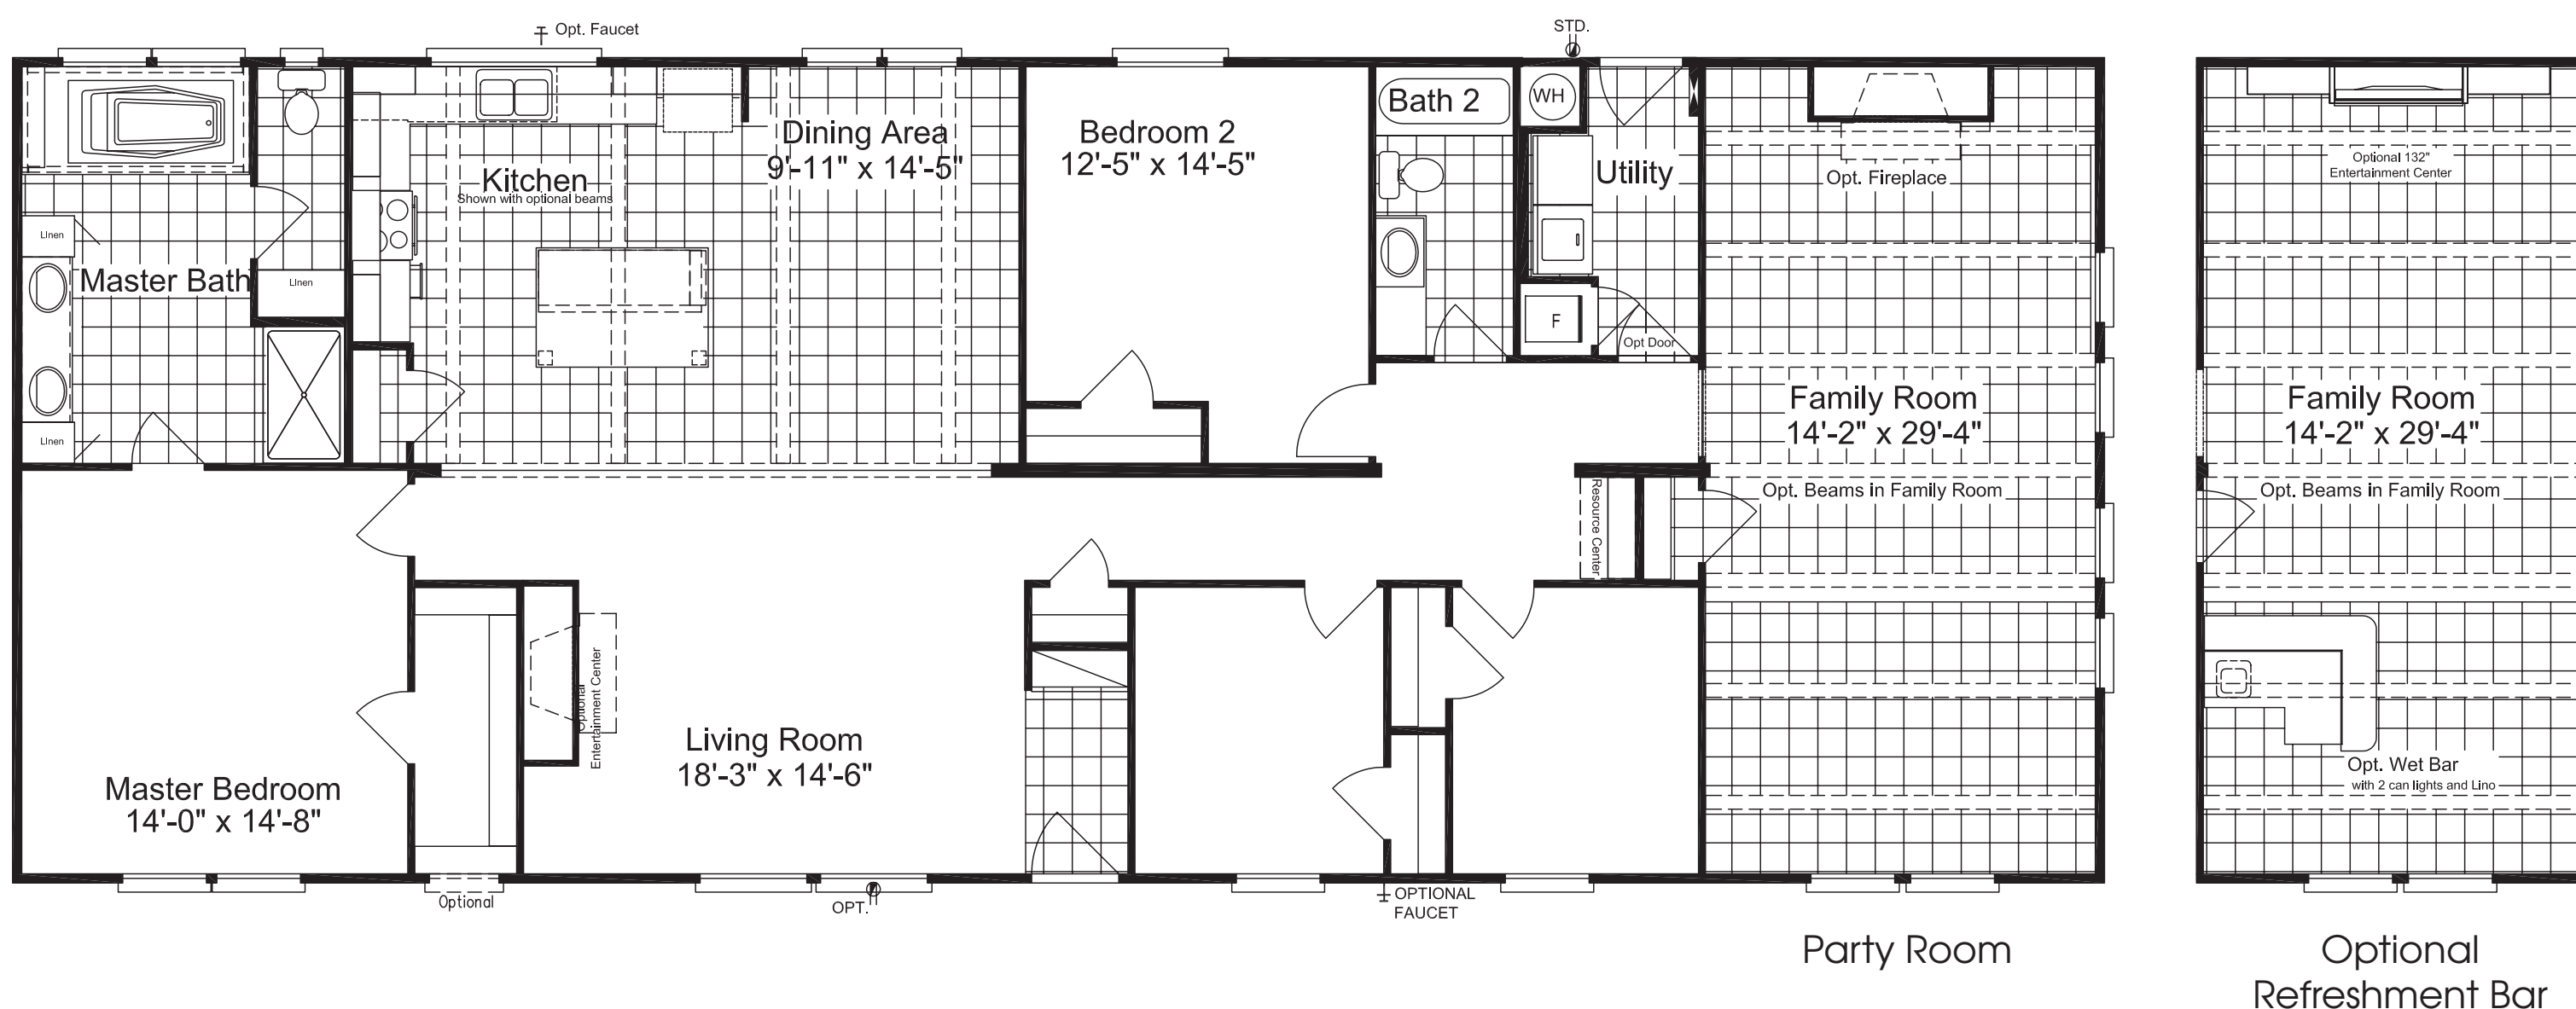 Opt. Faucet
STD.
Bath 2
WH
Dining Area
9'-11" x 14'-5"
Bedroom 2
12'-5" x 14'-5"
Kitchen
Shown with optional beams
Utility
Opt. Fireplace
Optional 132"
Entertainment Center
LInen
Master Bath
LInen
F
Opt Door
Family Room
14'-2" x 29'-4"
Family Room
14'-2" x 29'-4"
LInen
Resource Center
Opt. Beams in Family Room
Opt. Beams in Family Room
Optional
Entertainment Center
Living Room
18'-3" x 14'-6"
Master Bedroom
14'-0" x 14'-8"
Opt. Wet Bar
with 2 can lights and Lino
Optional
OPT.
OPTIONAL
FAUCET
Party Room
Optional
Refreshment Bar